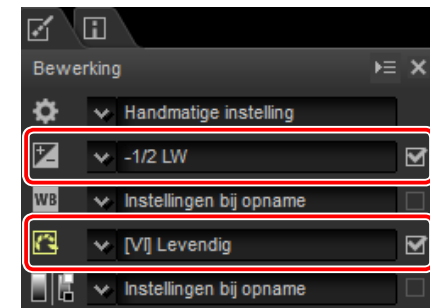 Bewerking
Handmatige instelling
-1/2 LW
WB Instellingen bij opname
[VI] Levendig
Instellingen bij opname